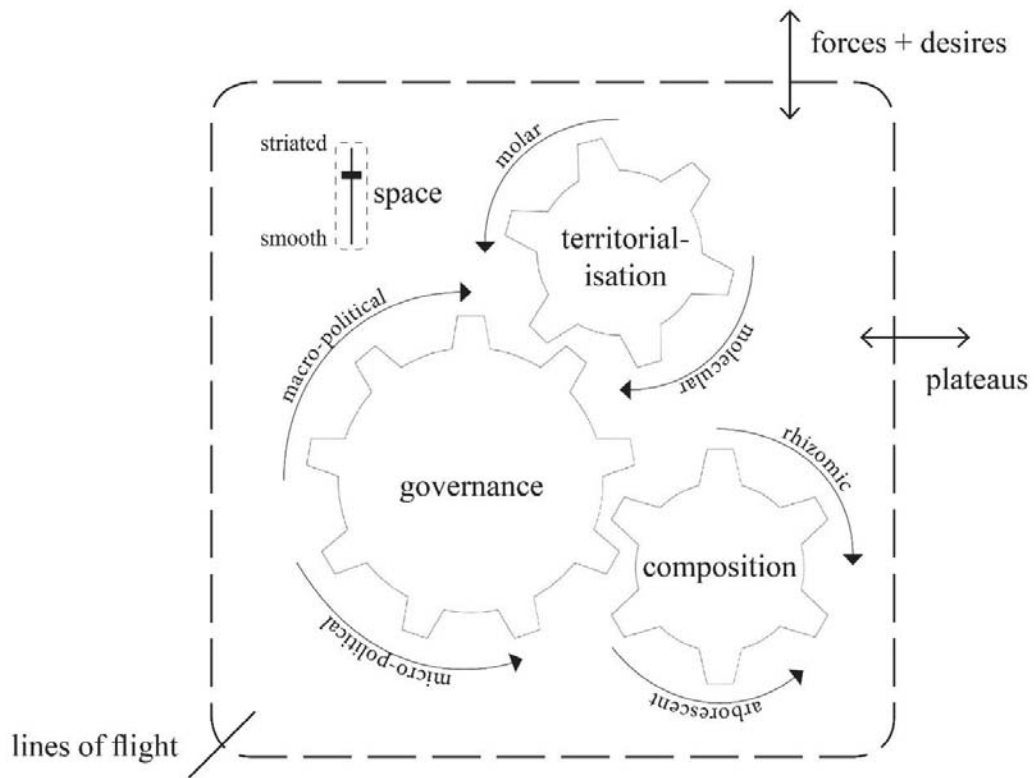 forces + desires
striated
space
smooth
molar
territorial-
isation
molecular
macro-political
plateaus
governance
rhizomic
composition
micro-political
arborescent
lines of flight